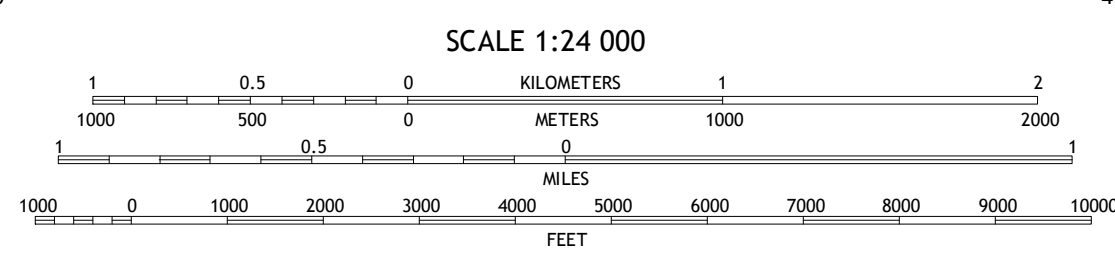 SCALE 1:24 000
1 0.5 0 KILOMETERS 1 2
1000 500 0 METERS 1000 2000
1 0.5 0 1
MILES
1000 0 1000 2000 3000 4000 5000 6000 7000 8000 9000 10000
FEET